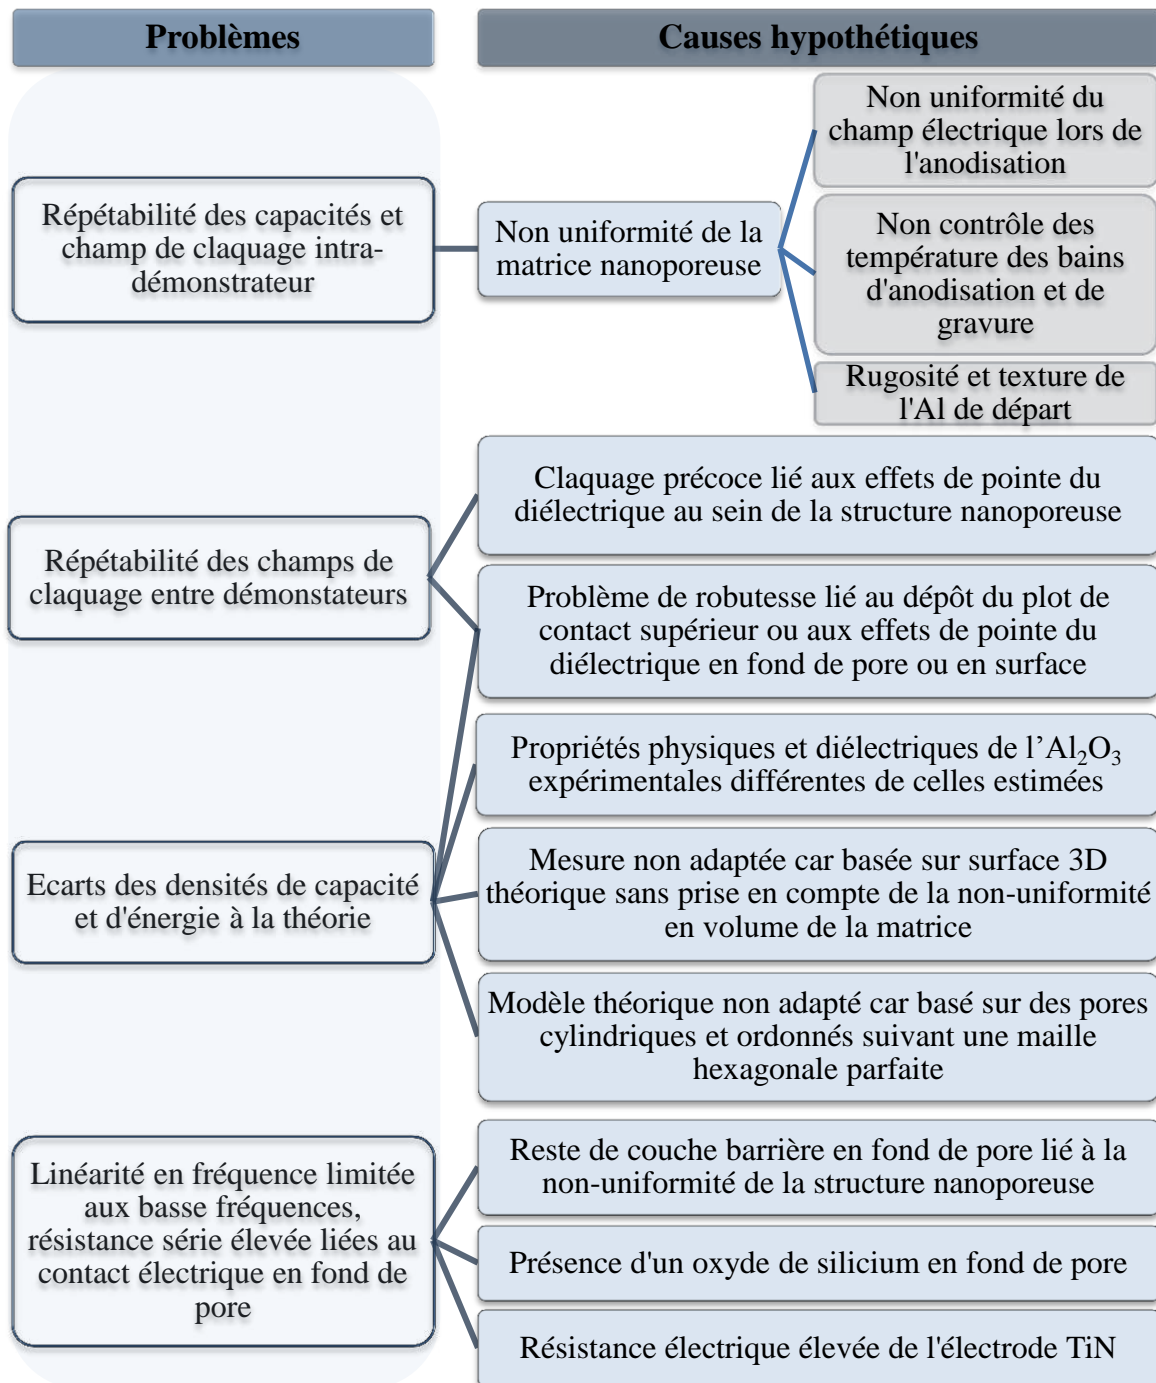 Problèmes
Causes hypothétiques
Répétabilité des capacités et
champ de claquage intra-
démonstrateur
Non uniformité de la
matrice nanoporeuse
Non uniformité du
champ électrique lors de
l'anodisation
Non contrôle des
température des bains
d'anodisation et de
gravure
Rugosité et texture de
l'Al de départ
Répétabilité des champs de
claquage entre démonstateurs
Claquage précoce lié aux effets de pointe du
diélectrique au sein de la structure nanoporeuse
Problème de robutesse lié au dépôt du plot de
contact supérieur ou aux effets de pointe du
diélectrique en fond de pore ou en surface
Ecarts des densités de capacité
et d'énergie à la théorie
Propriétés physiques et diélectriques de l’Al₂O₃
expérimentales différentes de celles estimées
Mesure non adaptée car basée sur surface 3D
théorique sans prise en compte de la non-uniformité
en volume de la matrice
Modèle théorique non adapté car basé sur des pores
cylindriques et ordonnés suivant une maille
hexagonale parfaite
Linéarité en fréquence limitée
aux basse fréquences,
résistance série élevée liées au
contact électrique en fond de
pore
Reste de couche barrière en fond de pore lié à la
non-uniformité de la structure nanoporeuse
Présence d'un oxyde de silicium en fond de pore
Résistance électrique élevée de l'électrode TiN